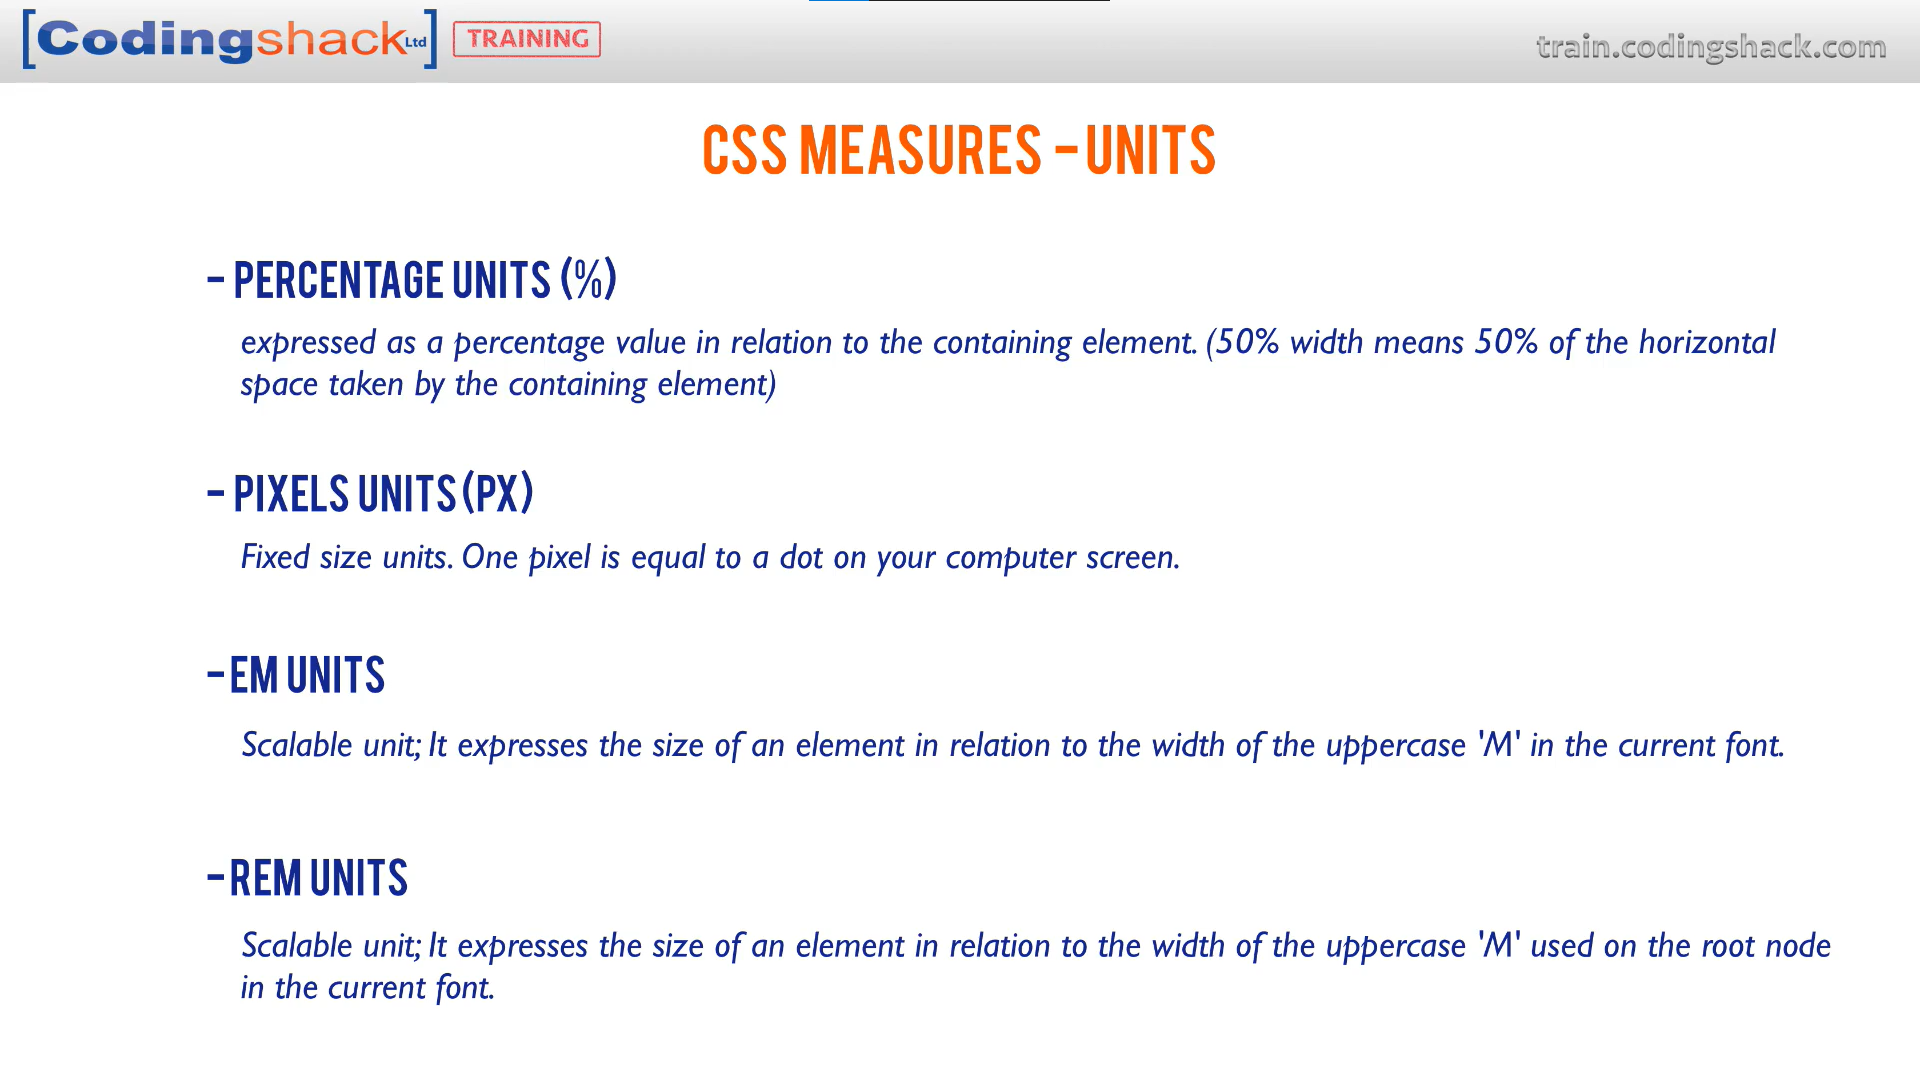 [Codingshack Ltd] TRAINING
train.codingshack.com
CSS MEASURES - UNITS
- PERCENTAGE UNITS (%)
expressed as a percentage value in relation to the containing element. (50% width means 50% of the horizontal
space taken by the containing element)
- PIXELS UNITS (PX)
Fixed size units. One pixel is equal to a dot on your computer screen.
- EM UNITS
Scalable unit; It expresses the size of an element in relation to the width of the uppercase 'M' in the current font.
- REM UNITS
Scalable unit; It expresses the size of an element in relation to the width of the uppercase 'M' used on the root node
in the current font.